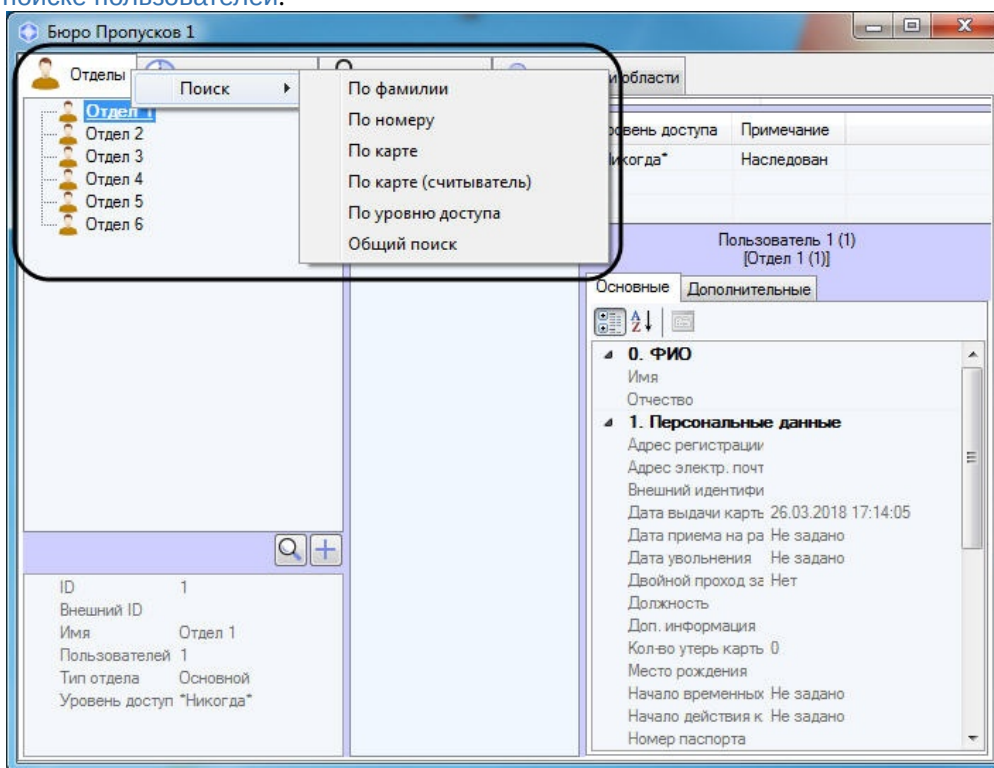 поиске пользователей.
Бюро Пропусков 1
Отделы
и области
Поиск
По фамилии
По номеру
По карте
По карте (считыватель)
По уровню доступа
Общий поиск
Отдел 1
Отдел 2
Отдел 3
Отдел 4
Отдел 5
Отдел 6
овень доступа Примечание
икогда* Наследован
Пользователь 1 (1)
[Отдел 1 (1)]
Основные Дополнительные
0. ФИО
Имя
Отчество
1. Персональные данные
Адрес регистрации
Адрес электр. почт
Внешний идентифи
Дата выдачи карть 26.03.2018 17:14:05
Дата приема на ра Не задано
Дата увольнения Не задано
Двойной проход за Нет
Должность
Доп. информация
Кол-во утерь карть 0
Место рождения
Начало временных Не задано
Начало действия к Не задано
Номер паспорта
ID 1
Внешний ID
Имя Отдел 1
Пользователей 1
Тип отдела Основной
Уровень доступ *Никогда*